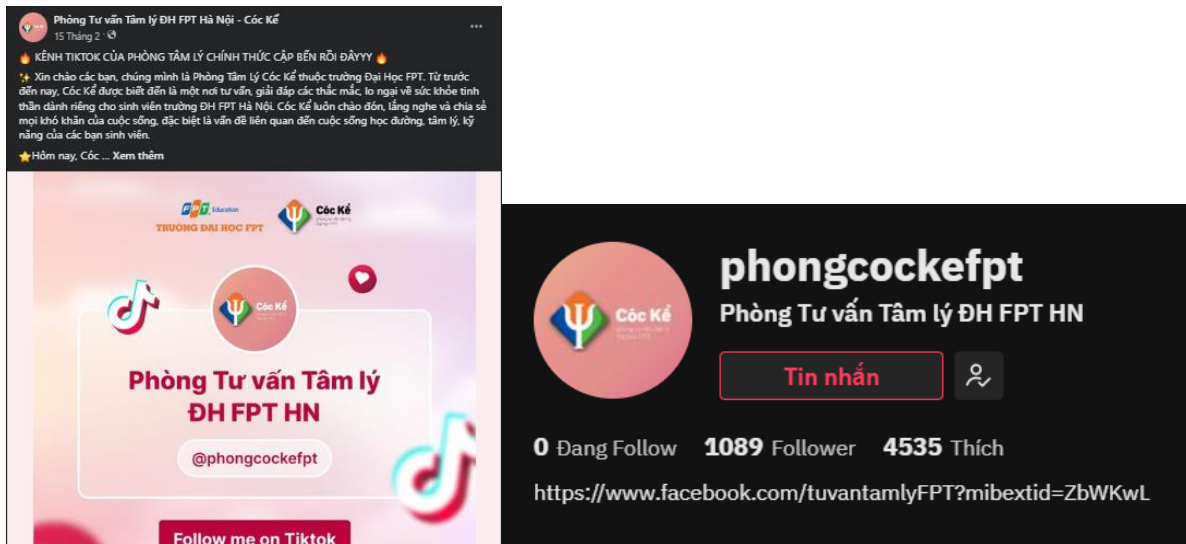 Phòng Tư vấn Tâm lý ĐH FPT Hà Nội - Cóc Kể
15 Tháng 2
🔥 KÊNH TIKTOK CỦA PHÒNG TÂM LÝ CHÍNH THỨC CẬP BẾN RỒI ĐÂYYY 🔥
✨ Xin chào các bạn, chúng mình là Phòng Tâm Lý Cóc Kể thuộc trường Đại Học FPT. Từ trước
đến nay, Cóc Kể được biết đến là một nơi tư vấn, giải đáp các thắc mắc, lo ngại về sức khỏe tinh
thần dành riêng cho sinh viên trường ĐH FPT Hà Nội. Cóc Kể luôn chào đón, lắng nghe và chia sẻ
mọi khó khăn của cuộc sống, đặc biệt là vấn đề liên quan đến cuộc sống học đường, tâm lý, kỹ
năng của các bạn sinh viên.
⭐Hôm nay, Cóc ... Xem thêm
FPT Education
TRƯỜNG ĐẠI HỌC FPT
Cóc Kể
Cóc Kể
Phòng Tư vấn Tâm lý
ĐH FPT HN
@phongcockefpt
Follow me on Tiktok
Cóc Kể
phongcockefpt
Phòng Tư vấn Tâm lý ĐH FPT HN
Tin nhắn
0 Đang Follow 1089 Follower 4535 Thích
https://www.facebook.com/tuvantamlyFPT?mibextid=ZbWKwL